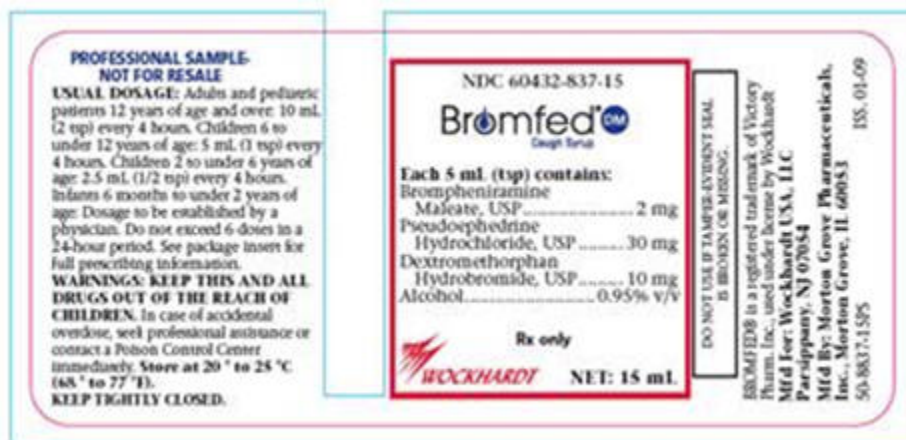 PROFESSIONAL SAMPLE-
NOT FOR RESALE
USUAL DOSAGE: Adults and pediatric
patients 12 years of age and over: 10 mL
(2 tsp) every 4 hours. Children 6 to
under 12 years of age: 5 mL (1 tsp) every
4 hours. Children 2 to under 6 years of
age: 2.5 mL (1/2 tsp) every 4 hours.
Infants 6 months to under 2 years of
age: Dosage to be established by a
physician. Do not exceed 6 doses in a
24-hour period. See package insert for
full prescribing information.
WARNINGS: KEEP THIS AND ALL
DRUGS OUT OF THE REACH OF
CHILDREN. In case of accidental
overdose, seek professional assistance or
contact a Poison Control Center
immediately. Store at 20° to 25°C
(68° to 77°F).
KEEP TIGHTLY CLOSED.
NDC 60432-837-15
Bromfed® DM
Cough Syrup
Each 5 mL (tsp) contains:
Brompheniramine
Maleate, USP.................... 2 mg
Pseudoephedrine
Hydrochloride, USP......... 30 mg
Dextromethorphan
Hydrobromide, USP......... 10 mg
Alcohol............................ 0.95% v/v
Rx only
WOCKHARDT
NET: 15 mL
DO NOT USE IF TAMPER-EVIDENT SEAL
IS BROKEN OR MISSING.
BROMFED® is a registered trademark of Victory
Pharm. Inc., used under license by Wockhardt
Mfd For: Wockhardt USA, LLC
Parsippany, NJ 07054
Mfd By: Morton Grove Pharmaceuticals,
Inc., Morton Grove, IL 60053
50-8837-15PS ISS. 01-09